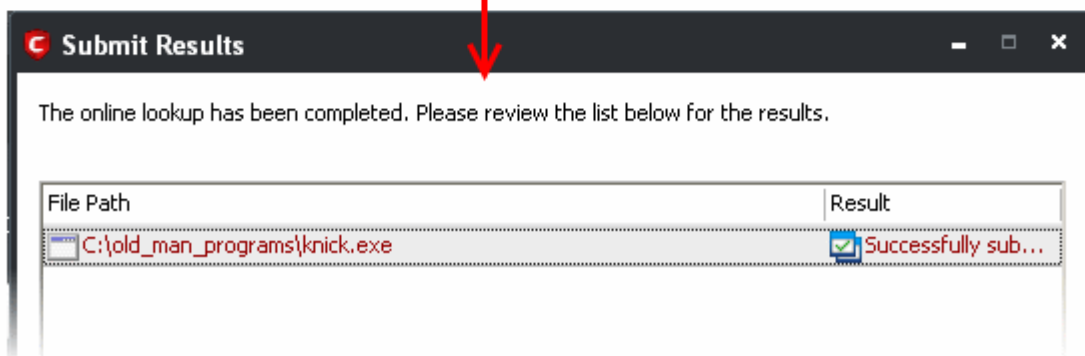 Submit Results
The online lookup has been completed. Please review the list below for the results.
File Path Result
C:\old_man_programs\knick.exe Successfully sub...